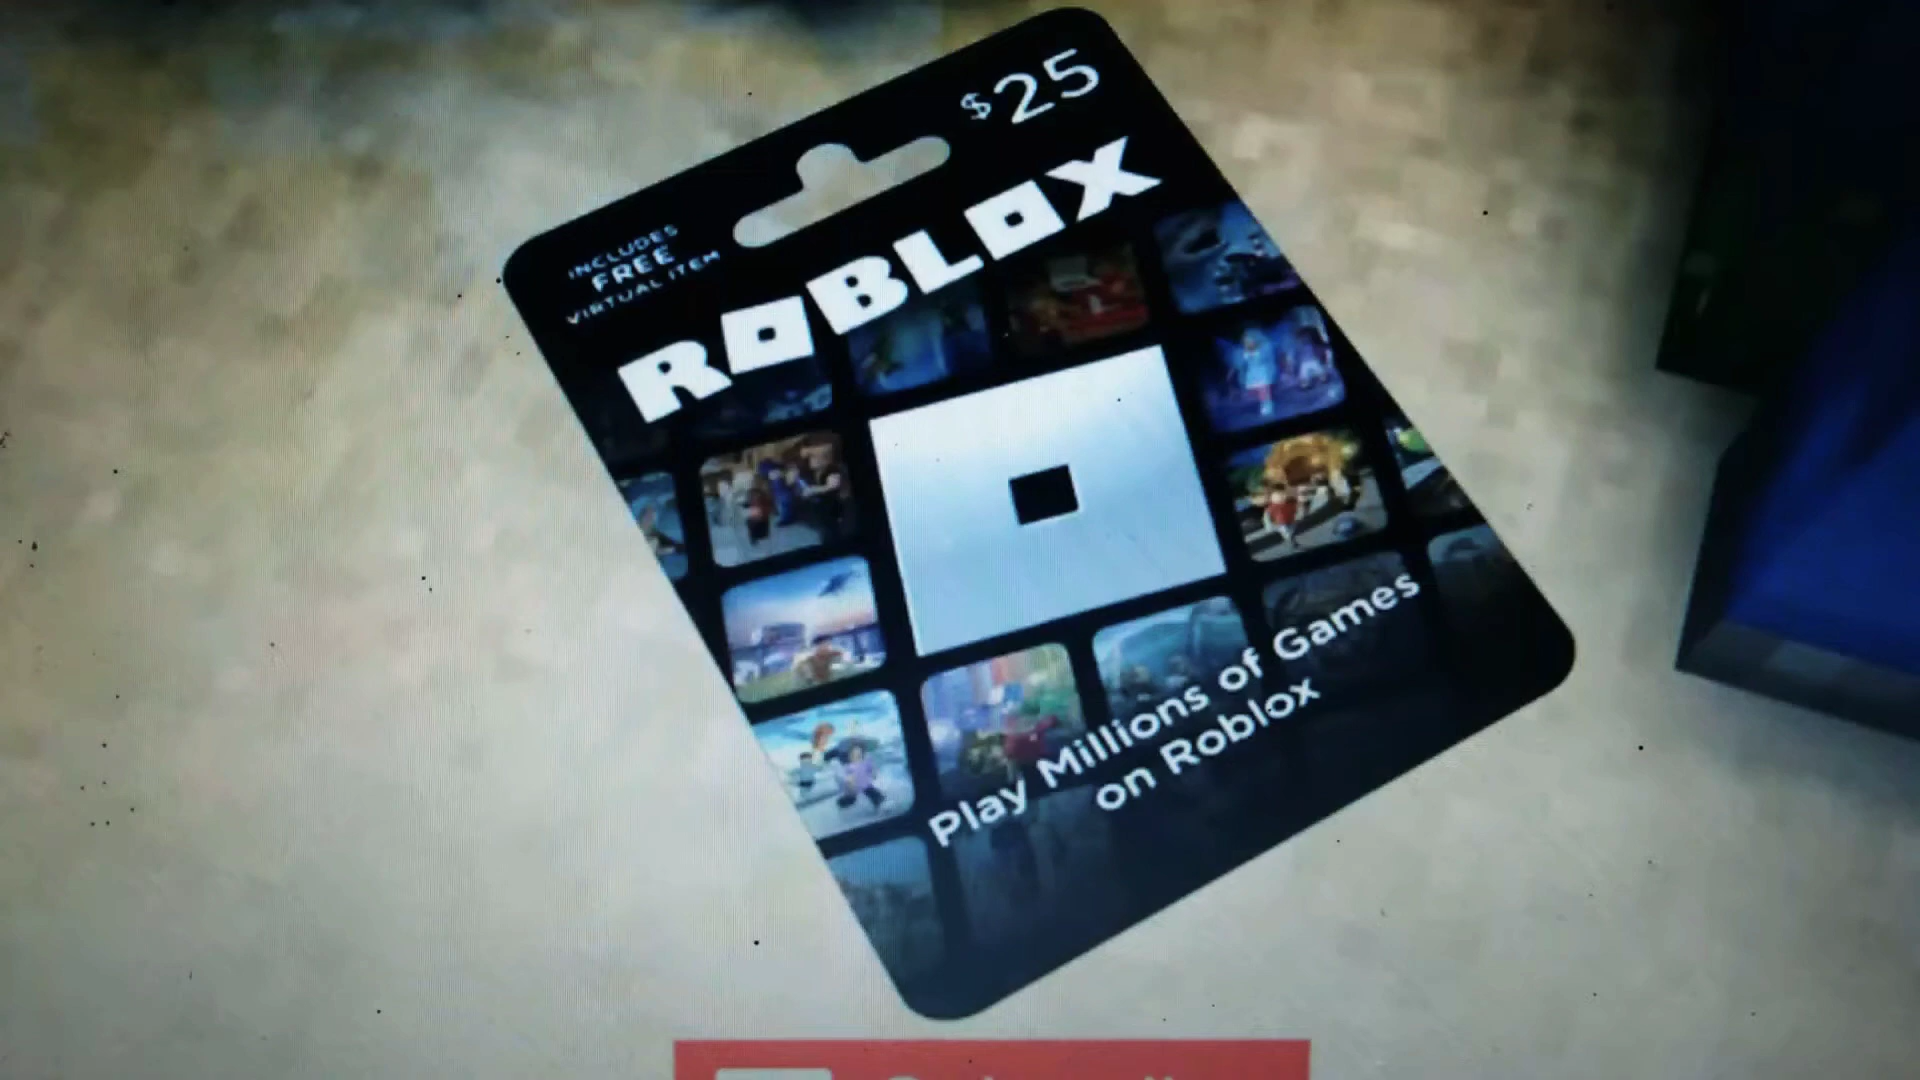 $25
INCLUDES
FREE
VIRTUAL ITEM
ROBLOX
Play Millions of Games
on Roblox